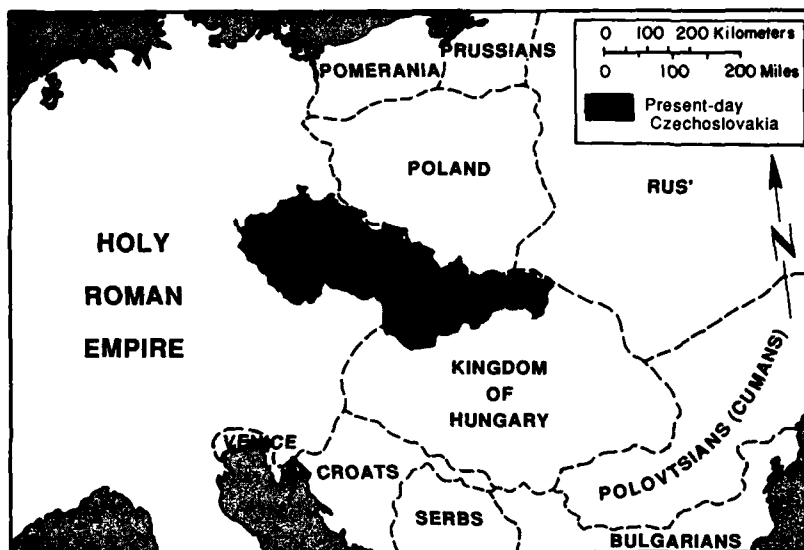 PRUSSIANS
POMERANIA
0 100 200 Kilometers
0 100 200 Miles
Present-day
Czechoslovakia
POLAND
RUS'
N
HOLY
ROMAN
EMPIRE
KINGDOM
OF
HUNGARY
POLOVTSIANS (CUMANS)
VENICE
CROATS
SERBS
BULGARIANS